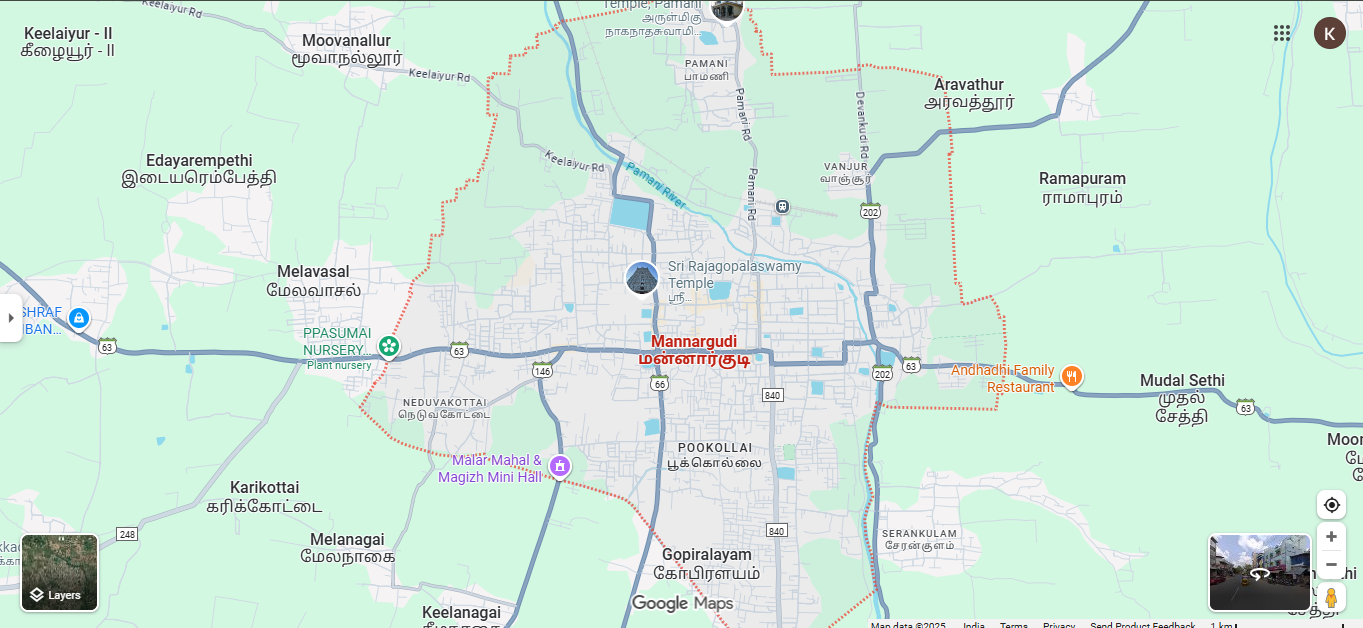 Keelaiyur Rd
Temple, Pamani
அருள்மிகு
நாகநாதசுவாமி...
Keelaiyur - II
கீழையூர் - II
Moovanallur
மூவாநல்லூர்
K
PAMANI
பாமணி
Keelaiyur Rd
Aravathur
அரவத்தூர்
Pamani Rd
Devankudi Rd
Edayarempethi
இடையரெம்பேத்தி
Keelaiyur Rd
Pamani River
Pamani Rd
VANJUR
வாஞ்சூர்
Ramapuram
ராமாபுரம்
202
Melavasal
மேலவாசல்
Sri Rajagopalaswamy
Temple
ஸ்ரீ...
SHRAF
BAN...
63
PPASUMAI
NURSERY...
Plant nursery
63
Mannargudi
மன்னார்குடி
146
66
202
63
840
Andhadhi Family
Restaurant
Mudal Sethi
முதல்
சேத்தி
63
NEDUVAKOTTAI
நெடுவகோட்டை
POOKOLLAI
பூக்கொல்லை
Malar Mahal &
Magizh Mini Hall
Karikottai
கரிக்கோட்டை
248
Melanagai
மேலநாகை
840
SERANKULAM
சேரன்குளம்
Gopiralayam
கோபிரளயம்
Layers
Keelanagai
Google Maps
Map data ©2025 India Terms Privacy Send Product Feedback 1 km